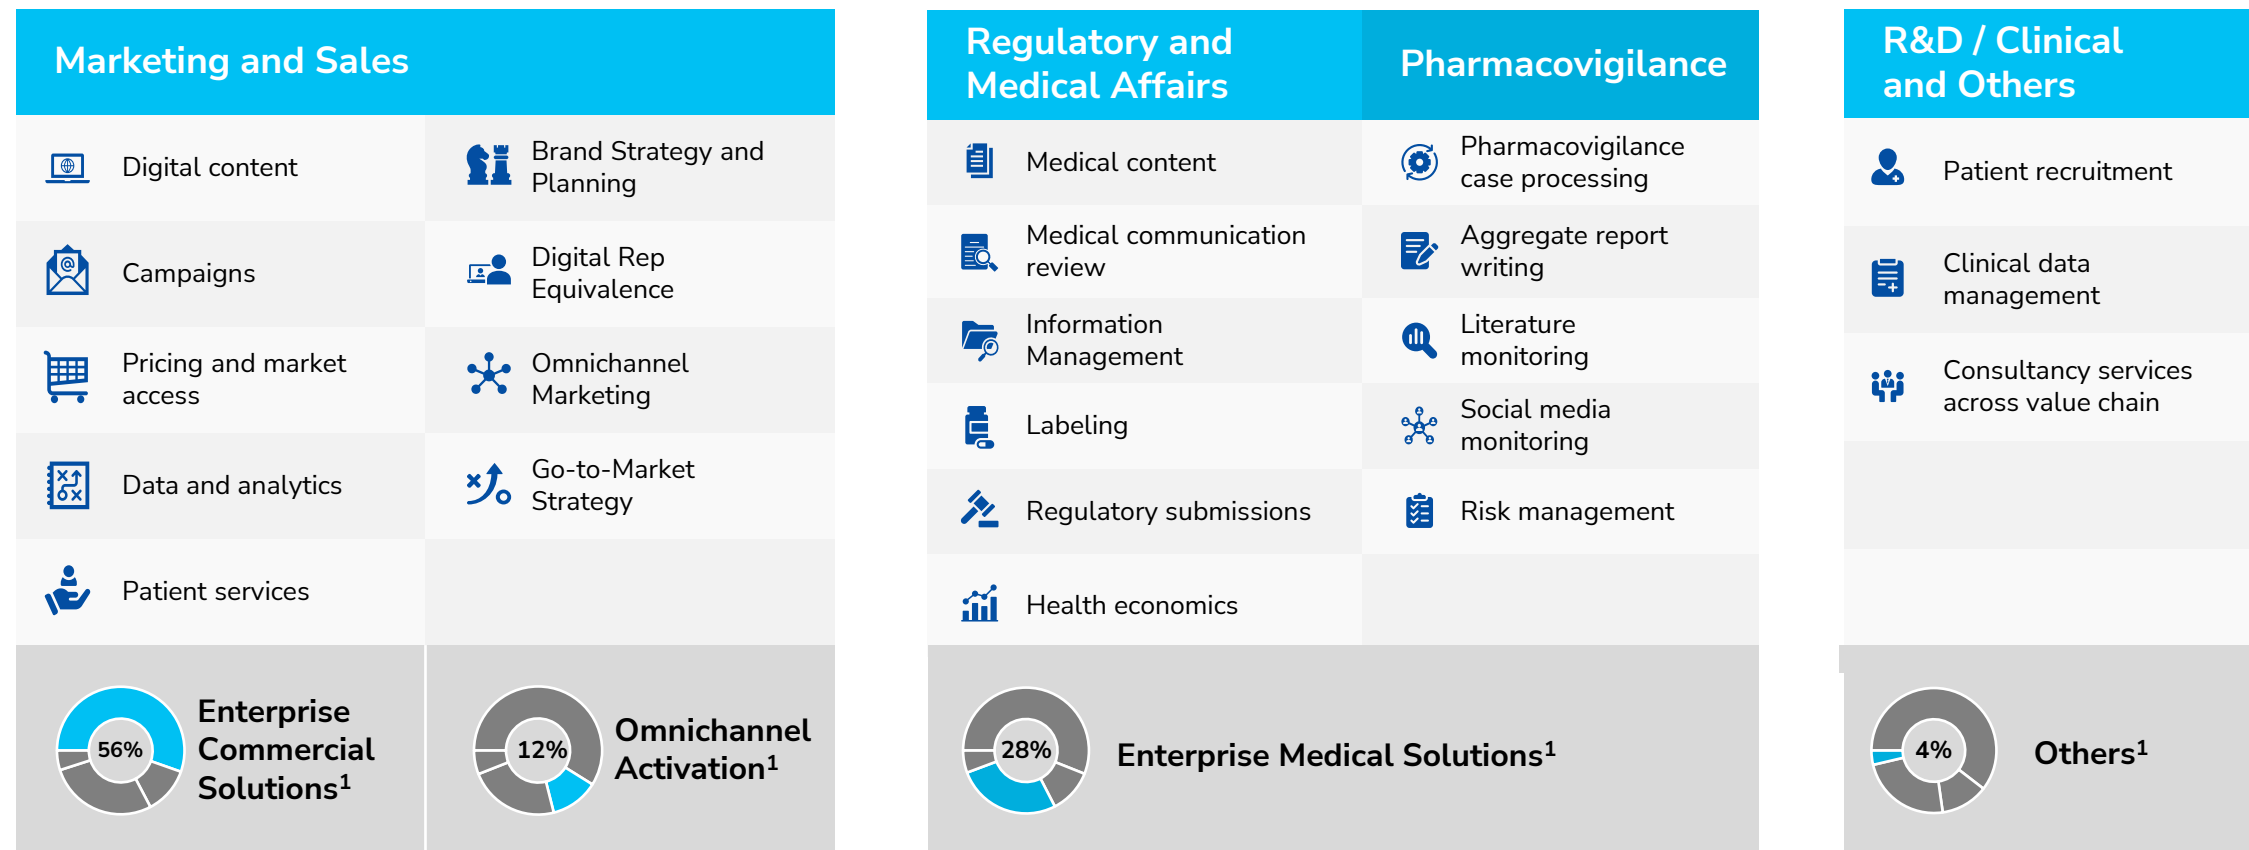 Marketing and Sales
Digital content
Campaigns
Pricing and market
access
Data and analytics
Patient services
Brand Strategy and
Planning
Digital Rep
Equivalence
Omnichannel
Marketing
Go-to-Market
Strategy
56%
Enterprise
Commercial
Solutions¹
12%
Omnichannel
Activation¹
Regulatory and
Medical Affairs
Medical content
Medical communication
review
Information
Management
Labeling
Regulatory submissions
Health economics
Pharmacovigilance
Pharmacovigilance
case processing
Aggregate report
writing
Literature
monitoring
Social media
monitoring
Risk management
28%
Enterprise Medical Solutions¹
R&D / Clinical
and Others
Patient recruitment
Clinical data
management
Consultancy services
across value chain
4%
Others¹